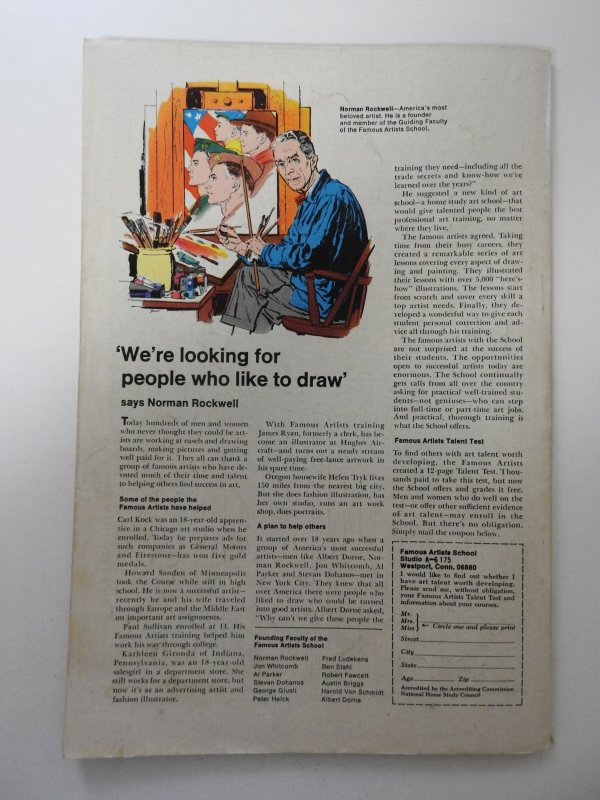 Norman Rockwell—America's most
beloved artist. He is a founder
and member of the Guiding Faculty
of the Famous Artists School.
'We're looking for
people who like to draw'
says Norman Rockwell
Today hundreds of men and women
who never thought they could be art-
ists are working at easels and drawing
boards, making pictures and getting
well paid for it. They all can thank a
group of famous artists who have de-
voted much of their time and talent
to helping others find success in art.
Some of the people the
Famous Artists have helped
Carl Kock was an 18-year-old appren-
tice in a Chicago art studio when he
enrolled. Today he prepares ads for
such companies as General Motors
and Firestone—has won five gold
medals.
Howard Sanden of Minneapolis
took the Course while still in high
school. He is now a successful artist—
recently he and his wife traveled
through Europe and the Middle East
on important art assignments.
Paul Sullivan enrolled at 14. His
Famous Artists training helped him
work his way through college.
Kathleen Gironda of Indiana,
Pennsylvania, was an 18-year-old
salesgirl in a department store. She
still works for a department store, but
now it's as an advertising artist and
fashion illustrator.
With Famous Artists training
James Ryan, formerly a clerk, has be-
come an illustrator at Hughes Air-
craft—and turns out a steady stream
of well-paying free-lance artwork in
his spare time.
Oregon housewife Helen Tryk lives
150 miles from the nearest big city.
But she does fashion illustration, has
her own studio, runs an art work
shop, does portraits.
A plan to help others
It started over 18 years ago when a
group of America's most successful
artists—men like Albert Dorne, Nor-
man Rockwell, Jon Whitcomb, Al
Parker and Stevan Dohanos—met in
New York City. They knew that all
over America there were people who
liked to draw who could be turned
into good artists. Albert Dorne asked,
"Why can't we give these people the
Founding Faculty of the
Famous Artists School
Norman Rockwell
Jon Whitcomb
Al Parker
Stevan Dohanos
George Giusti
Peter Helck
Fred Ludekens
Ben Stahl
Robert Fawcett
Austin Briggs
Harold Von Schmidt
Albert Dorne
training they need—including all the
trade secrets and know-how we've
learned over the years?"
He suggested a new kind of art
school—a home study art school—that
would give talented people the best
professional art training, no matter
where they live.
The famous artists agreed. Taking
time from their busy careers, they
created a remarkable series of art
lessons covering every aspect of draw-
ing and painting. They illustrated
their lessons with over 5,000 "here's-
how" illustrations. The lessons start
from scratch and cover every skill a
top artist needs. Finally, they de-
veloped a wonderful way to give each
student personal correction and ad-
vice all through his training.
The famous artists with the School
are not surprised at the success of
their students. The opportunities
open to successful artists today are
enormous. The School continually
gets calls from all over the country
asking for practical well-trained stu-
dents—not geniuses—who can step
into full-time or part-time art jobs.
And practical, thorough training is
what the School offers.
Famous Artists Talent Test
To find others with art talent worth
developing, the Famous Artists
created a 12-page Talent Test. Thou-
sands paid to take this test, but now
the School offers and grades it free.
Men and women who do well on the
test—or offer other sufficient evidence
of art talent—may enroll in the
School. But there's no obligation.
Simply mail the coupon below.
Famous Artists School
Westport, Conn. 06880
I would like to find out whether I
have art talent worth developing.
Please send me, without obligation,
your Famous Artists Talent Test and
information about your courses.
Mr.
Mrs. ← Circle one and please print
Miss
Street
City
State
Age Zip
Accredited by the Accrediting Commission
National Home Study Council